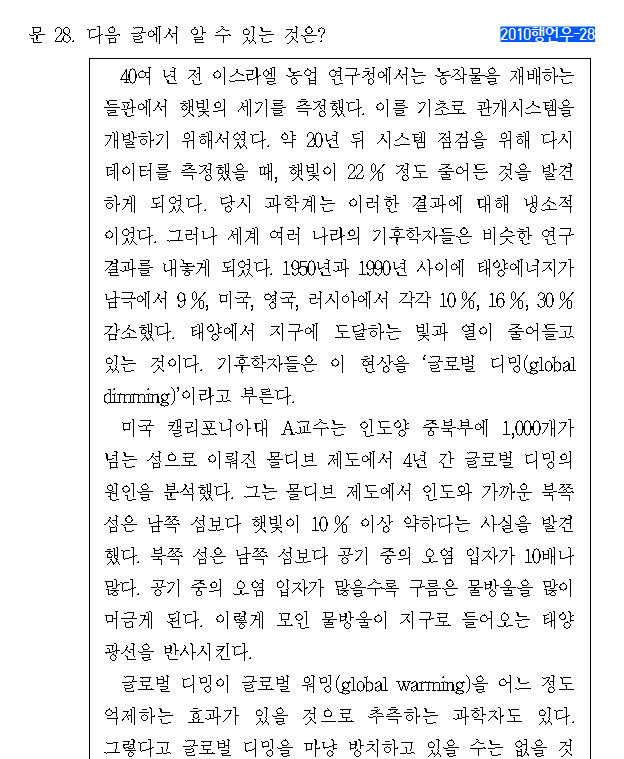 문 28. 다음 글에서 알 수 있는 것은?
2010행언우-28
40여 년 전 이스라엘 농업 연구청에서는 농작물을 재배하는
들판에서 햇빛의 세기를 측정했다. 이를 기초로 관개시스템을
개발하기 위해서였다. 약 20년 뒤 시스템 점검을 위해 다시
데이터를 측정했을 때, 햇빛이 22 % 정도 줄어든 것을 발견
하게 되었다. 당시 과학계는 이러한 결과에 대해 냉소적
이었다. 그러나 세계 여러 나라의 기후학자들은 비슷한 연구
결과를 내놓게 되었다. 1950년과 1990년 사이에 태양에너지가
남극에서 9 %, 미국, 영국, 러시아에서 각각 10 %, 16 %, 30 %
감소했다. 태양에서 지구에 도달하는 빛과 열이 줄어들고
있는 것이다. 기후학자들은 이 현상을 ‘글로벌 디밍(global
dimming)’이라고 부른다.
미국 캘리포니아대 A교수는 인도양 중북부에 1,000개가
넘는 섬으로 이뤄진 몰디브 제도에서 4년 간 글로벌 디밍의
원인을 분석했다. 그는 몰디브 제도에서 인도와 가까운 북쪽
섬은 남쪽 섬보다 햇빛이 10 % 이상 약하다는 사실을 발견
했다. 북쪽 섬은 남쪽 섬보다 공기 중의 오염 입자가 10배나
많다. 공기 중의 오염 입자가 많을수록 구름은 물방울을 많이
머금게 된다. 이렇게 모인 물방울이 지구로 들어오는 태양
광선을 반사시킨다.
글로벌 디밍이 글로벌 워밍(global warming)을 어느 정도
억제하는 효과가 있을 것으로 추측하는 과학자도 있다.
그렇다고 글로벌 디밍을 마냥 방치하고 있을 수는 없을 것